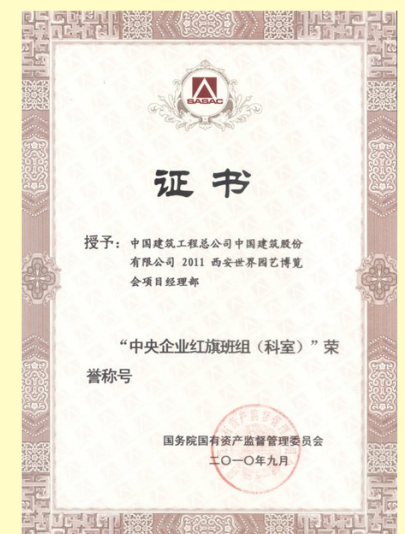 SASAC
证书
授予：中国建筑工程总公司中国建筑股份
有限公司 2011 西安世界园艺博览
会项目经理部
“中央企业红旗班组（科室）”荣
誉称号
国务院国有资产监督管理委员会
二〇一〇年九月